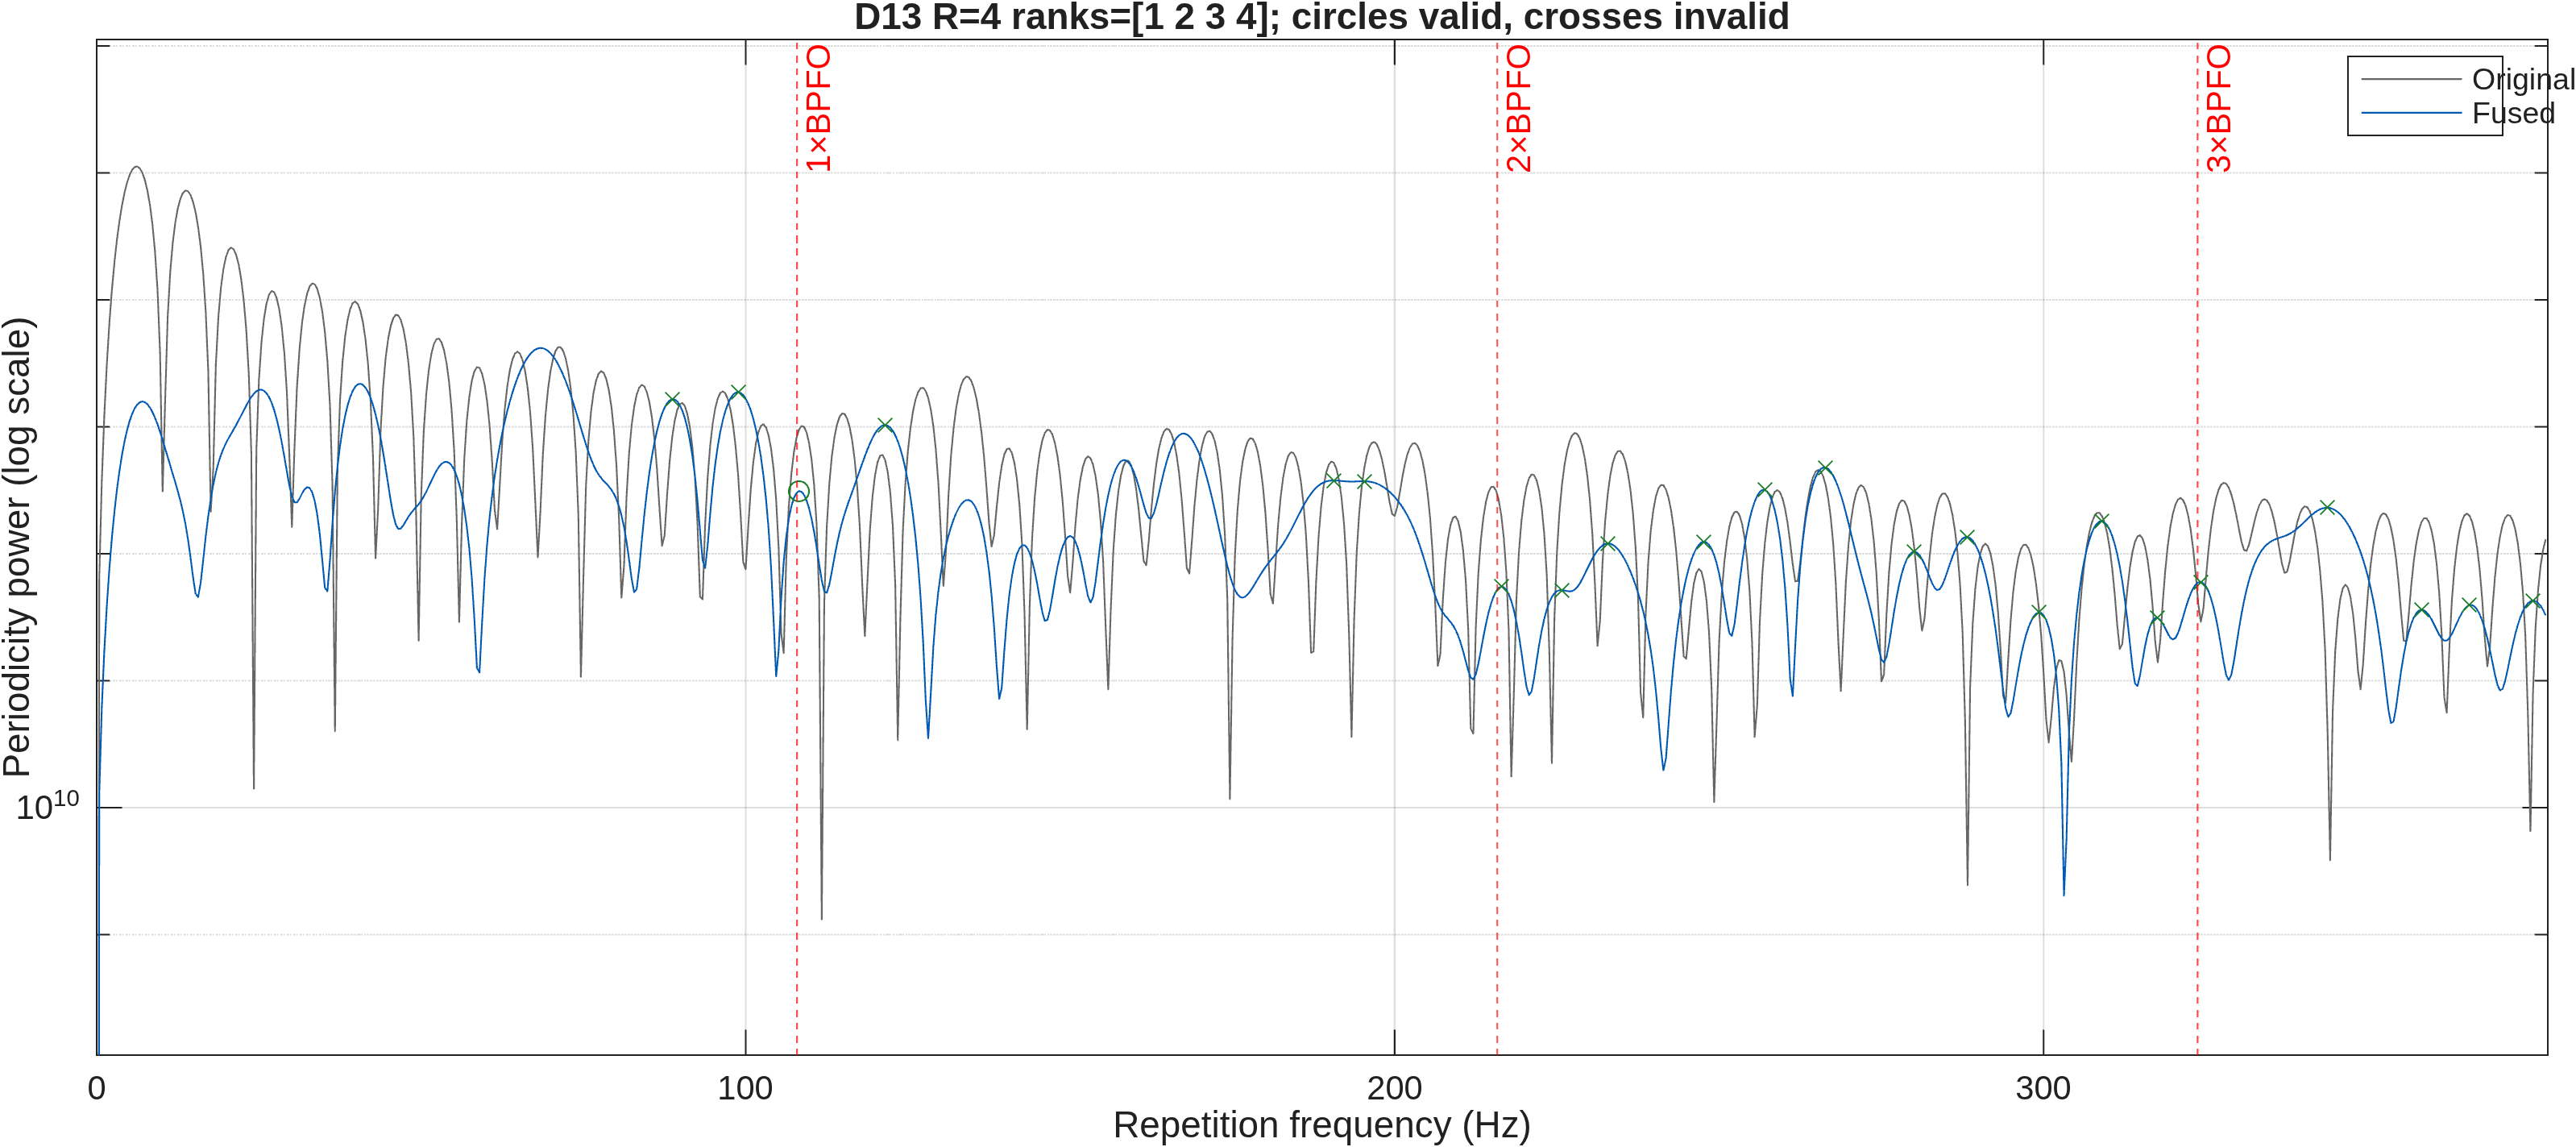 D13 R=4 ranks=[1 2 3 4]; circles valid, crosses invalid
1×BPFO
2×BPFO
3×BPFO
Original
Fused
Periodicity power (log scale)
10^10
0 100 200 300
Repetition frequency (Hz)